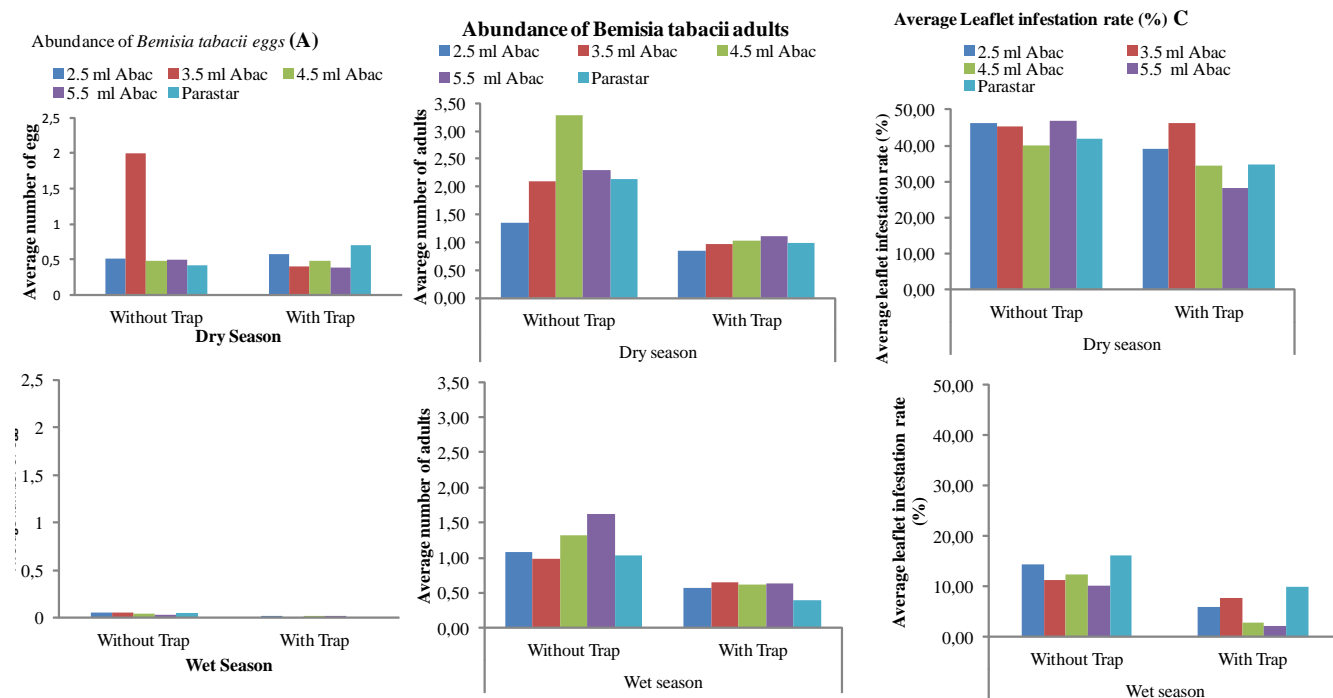 Abundance of Bemisia tabacii eggs (A)
2.5 ml Abac 3.5 ml Abac 4.5 ml Abac
5.5 ml Abac Parastar
Average number of egg
2,5
2
1,5
1
0,5
0
Without Trap With Trap
Dry Season
Abundance of Bemisia tabacii adults
2.5 ml Abac 3.5 ml Abac 4.5 ml Abac
5.5 ml Abac Parastar
Avarege number of adults
3,50
3,00
2,50
2,00
1,50
1,00
0,50
0,00
Without Trap With Trap
Dry season
Average Leaflet infestation rate (%) C
2.5 ml Abac 3.5 ml Abac
4.5 ml Abac 5.5 ml Abac
Parastar
Average leaflet infestation rate (%)
50,00
40,00
30,00
20,00
10,00
0,00
Without Trap With Trap
Dry season
2,5
2
1,5
1
0,5
0
Without Trap With Trap
Wet Season
Average number of adults
3,50
3,00
2,50
2,00
1,50
1,00
0,50
0,00
Without Trap With Trap
Wet season
Average leaflet infestation rate
(%)
50,00
40,00
30,00
20,00
10,00
0,00
Without Trap With Trap
Wet season